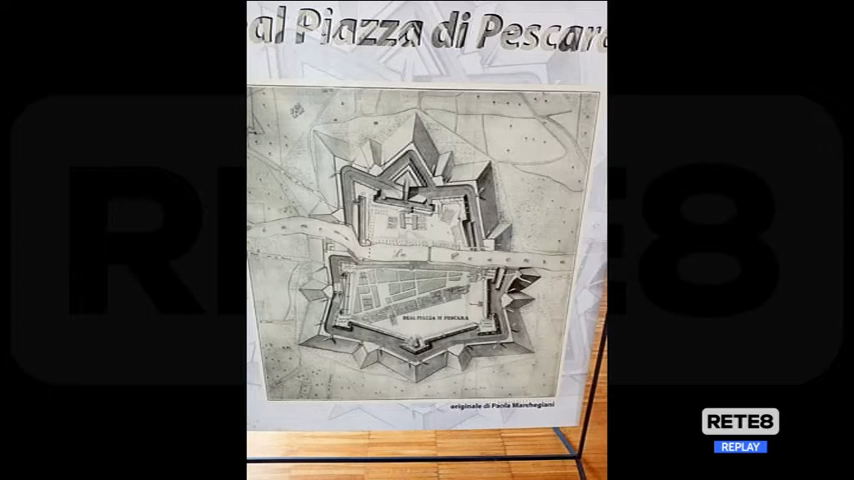 al Piazza di Pescara
REAL PIAZZA DI PESCARA
originale di Paola Marchegiani
RETE8
REPLAY